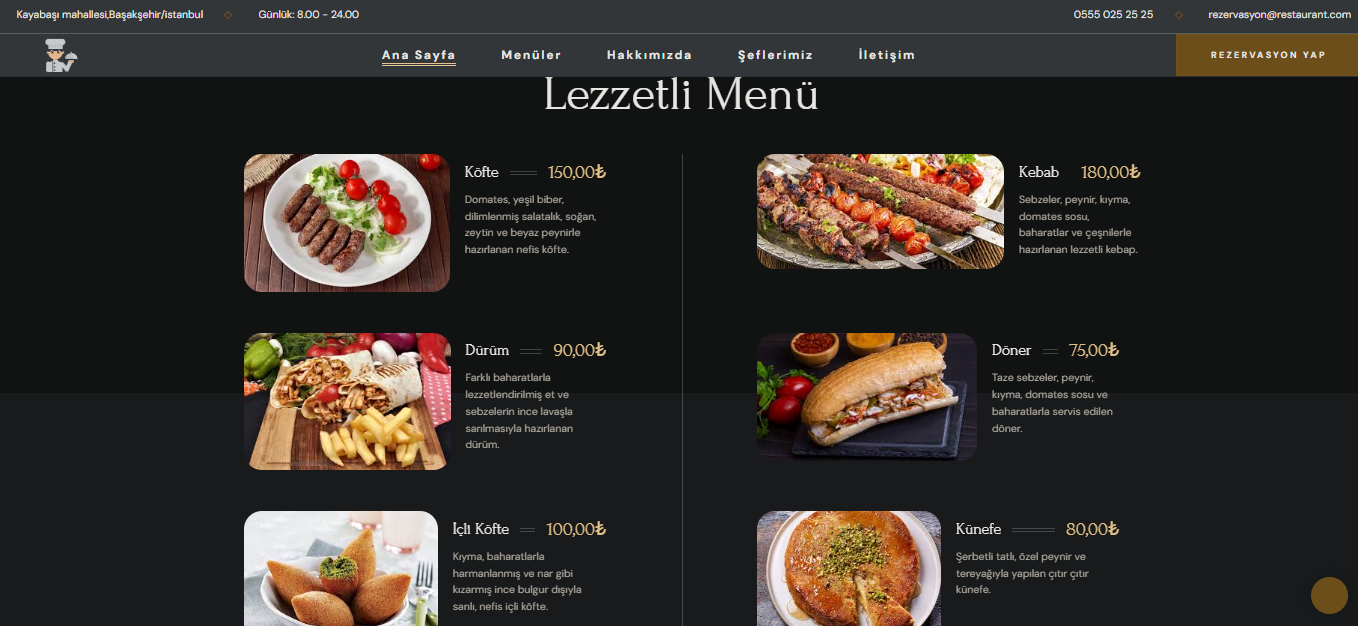 Kayabaşı mahallesi,Başakşehir/istanbul
Günlük: 8.00 - 24.00
0555 025 25 25
rezervasyon@restaurant.com
Ana Sayfa
Menüler
Hakkımızda
Şeflerimiz
İletişim
REZERVASYON YAP
Lezzetli Menü
Köfte 150,00₺
Domates, yeşil biber,
dilimlenmiş salatalık, soğan,
zeytin ve beyaz peynirle
hazırlanan nefis köfte.
Kebab 180,00₺
Sebzeler, peynir, kıyma,
domates sosu,
baharatlar ve çeşnilerle
hazırlanan lezzetli kebap.
Dürüm 90,00₺
Farklı baharatlarla
lezzetlendirilmiş et ve
sebzelerin ince lavaşla
sarılmasıyla hazırlanan
dürüm.
Döner 75,00₺
Taze sebzeler, peynir,
kıyma, domates sosu ve
baharatlarla servis edilen
döner.
İçli Köfte 100,00₺
Kıyma, baharatlarla
harmanlanmış ve nar gibi
kızarmış ince bulgur dışıyla
sarılı, nefis içli köfte.
Künefe 80,00₺
Şerbetli tatlı, özel peynir ve
tereyağıyla yapılan çıtır çıtır
künefe.